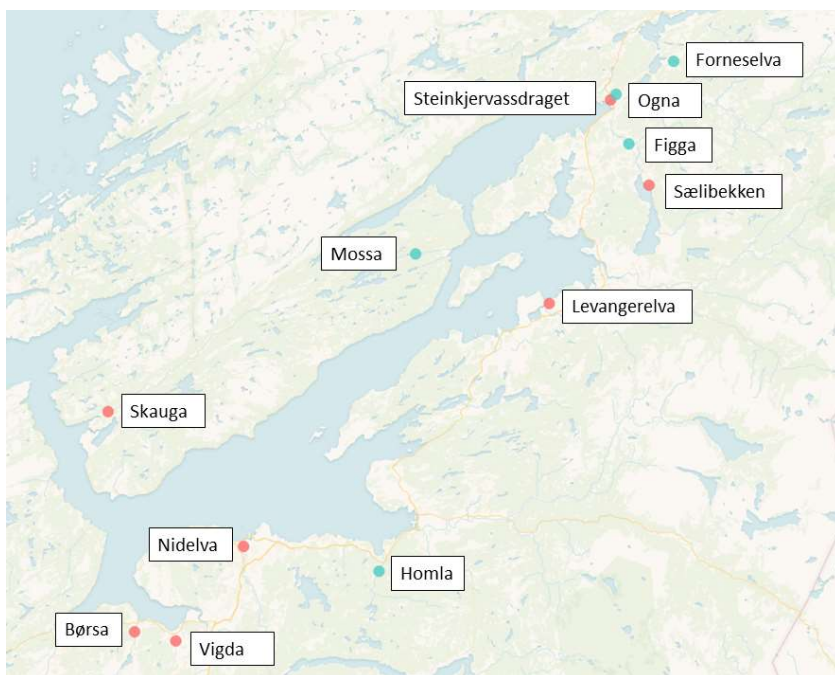 Forneselva
Steinkjervassdraget
Ogna
Figga
Sælibekken
Mossa
Levangerelva
Skauga
Nidelva
Homla
Børsa
Vigda